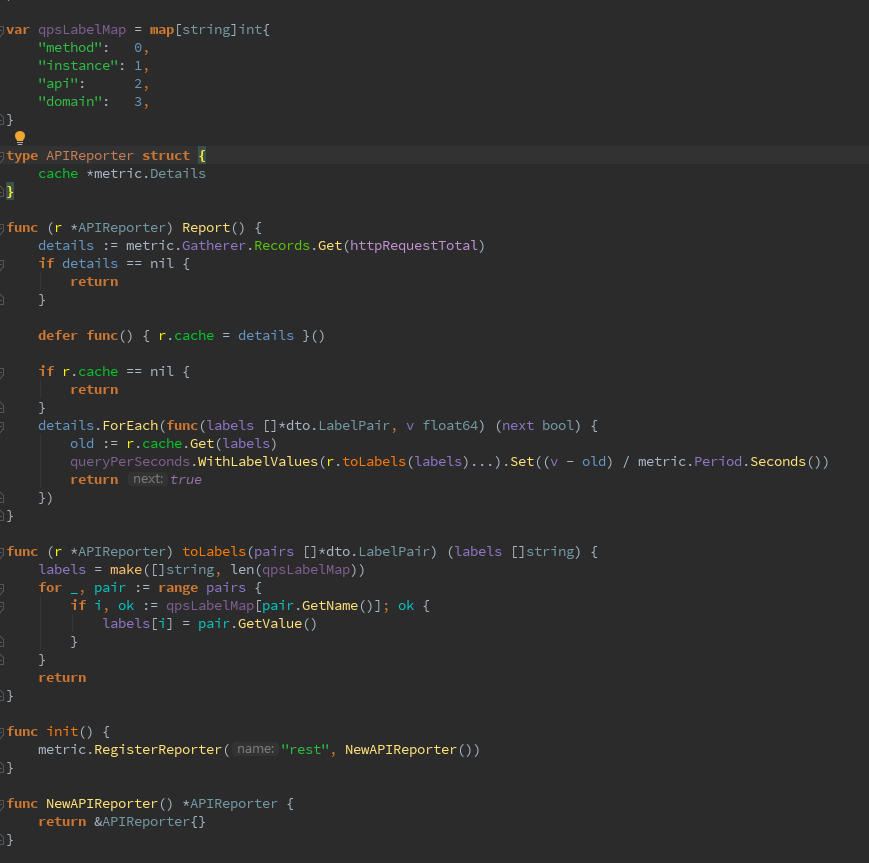 var qpsLabelMap = map[string]int{
    "method":   0,
    "instance": 1,
    "api":      2,
    "domain":   3,
}
type APIReporter struct {
    cache *metric.Details
}
func (r *APIReporter) Report() {
    details := metric.Gatherer.Records.Get(httpRequestTotal)
    if details == nil {
        return
    }
    defer func() { r.cache = details }()
    if r.cache == nil {
        return
    }
    details.ForEach(func(labels []*dto.LabelPair, v float64) (next bool) {
        old := r.cache.Get(labels)
        queryPerSeconds.WithLabelValues(r.toLabels(labels)...).Set((v - old) / metric.Period.Seconds())
        return next: true
    })
}
func (r *APIReporter) toLabels(pairs []*dto.LabelPair) (labels []string) {
    labels = make([]string, len(qpsLabelMap))
    for _, pair := range pairs {
        if i, ok := qpsLabelMap[pair.GetName()]; ok {
            labels[i] = pair.GetValue()
        }
    }
    return
}
func init() {
    metric.RegisterReporter( name: "rest", NewAPIReporter())
}
func NewAPIReporter() *APIReporter {
    return &APIReporter{}
}